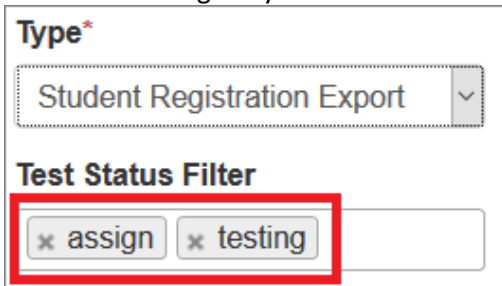 Type*
Student Registration Export
Test Status Filter
× assign × testing